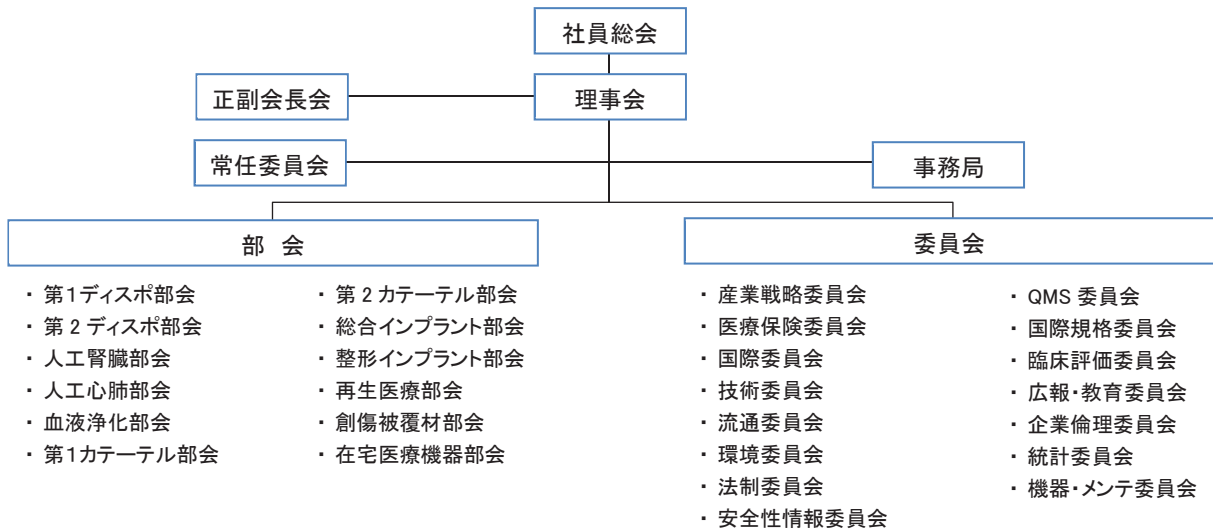 社員総会
正副会長会
理事会
常任委員会
事務局
部 会
・ 第1ディスポ部会
・ 第2ディスポ部会
・ 人工腎臓部会
・ 人工心肺部会
・ 血液浄化部会
・ 第1カテーテル部会
・ 第2カテーテル部会
・ 総合インプラント部会
・ 整形インプラント部会
・ 再生医療部会
・ 創傷被覆材部会
・ 在宅医療機器部会
委員会
・ 産業戦略委員会
・ 医療保険委員会
・ 国際委員会
・ 技術委員会
・ 流通委員会
・ 環境委員会
・ 法制委員会
・ 安全性情報委員会
・ QMS 委員会
・ 国際規格委員会
・ 臨床評価委員会
・ 広報・教育委員会
・ 企業倫理委員会
・ 統計委員会
・ 機器・メンテ委員会